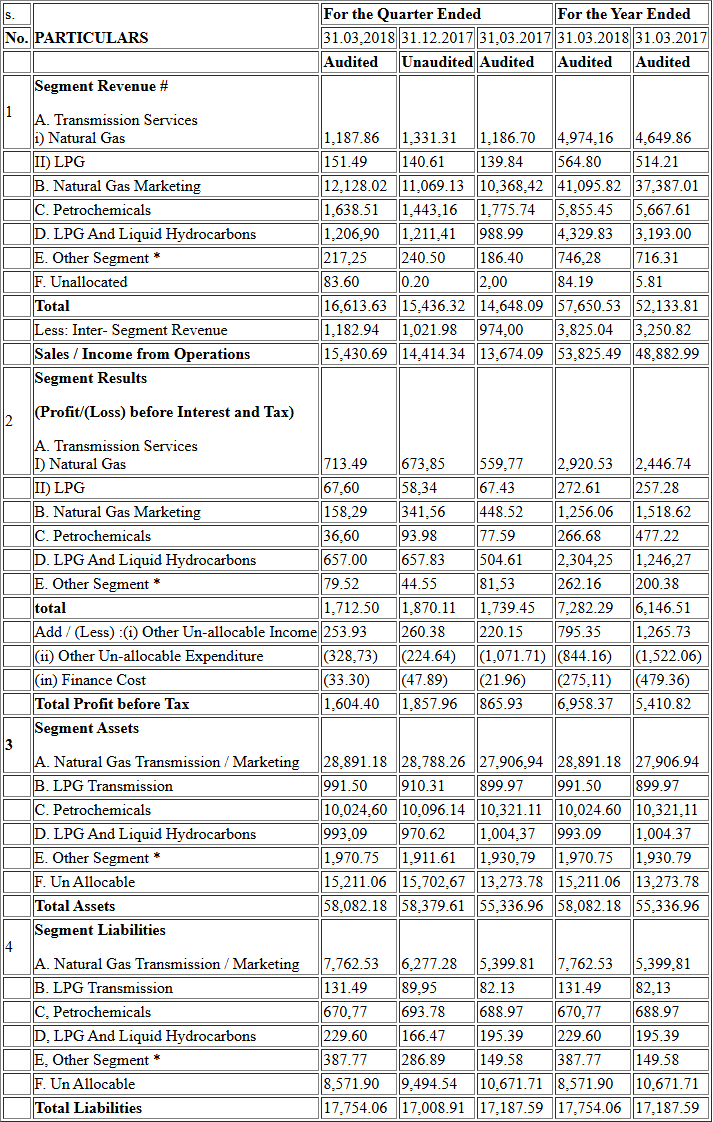 s. For the Quarter Ended For the Year Ended
No. PARTICULARS 31.03,2018 31.12.2017 31,03.2017 31.03.2018 31.03.2017
Audited Unaudited Audited Audited Audited
Segment Revenue #
1
A. Transmission Services
i) Natural Gas 1,187.86 1,331.31 1,186.70 4,974,16 4,649.86
II) LPG 151.49 140.61 139.84 564.80 514.21
B. Natural Gas Marketing 12,128.02 11,069.13 10,368,42 41,095.82 37,387.01
C. Petrochemicals 1,638.51 1,443,16 1,775.74 5,855.45 5,667.61
D. LPG And Liquid Hydrocarbons 1,206,90 1,211,41 988.99 4,329.83 3,193.00
E. Other Segment * 217,25 240.50 186.40 746,28 716.31
F. Unallocated 83.60 0.20 2,00 84.19 5.81
Total 16,613.63 15,436.32 14,648.09 57,650.53 52,133.81
Less: Inter- Segment Revenue 1,182.94 1,021.98 974,00 3,825.04 3,250.82
Sales / Income from Operations 15,430.69 14,414.34 13,674.09 53,825.49 48,882.99
Segment Results
(Profit/(Loss) before Interest and Tax)
2
A. Transmission Services
I) Natural Gas 713.49 673,85 559,77 2,920.53 2,446.74
II) LPG 67,60 58,34 67.43 272.61 257.28
B. Natural Gas Marketing 158,29 341,56 448.52 1,256.06 1,518.62
C. Petrochemicals 36,60 93.98 77.59 266.68 477.22
D. LPG And Liquid Hydrocarbons 657.00 657.83 504.61 2,304,25 1,246,27
E. Other Segment * 79.52 44.55 81,53 262.16 200.38
total 1,712.50 1,870.11 1,739.45 7,282.29 6,146.51
Add / (Less) :(i) Other Un-allocable Income 253.93 260.38 220.15 795.35 1,265.73
(ii) Other Un-allocable Expenditure (328,73) (224.64) (1,071.71) (844.16) (1,522.06)
(in) Finance Cost (33.30) (47.89) (21.96) (275,11) (479.36)
Total Profit before Tax 1,604.40 1,857.96 865.93 6,958.37 5,410.82
Segment Assets
3
A. Natural Gas Transmission / Marketing 28,891.18 28,788.26 27,906,94 28,891.18 27,906.94
B. LPG Transmission 991.50 910.31 899.97 991.50 899.97
C. Petrochemicals 10,024,60 10,096.14 10,321.11 10,024.60 10,321,11
D. LPG And Liquid Hydrocarbons 993,09 970.62 1,004,37 993.09 1,004.37
E. Other Segment * 1,970.75 1,911.61 1,930,79 1,970.75 1,930.79
F. Un Allocable 15,211.06 15,702,67 13,273.78 15,211.06 13,273.78
Total Assets 58,082.18 58,379.61 55,336.96 58,082.18 55,336.96
Segment Liabilities
4
A. Natural Gas Transmission / Marketing 7,762.53 6,277.28 5,399.81 7,762.53 5,399,81
B. LPG Transmission 131.49 89,95 82.13 131.49 82,13
C, Petrochemicals 670,77 693.78 688.97 670,77 688.97
D, LPG And Liquid Hydrocarbons 229.60 166.47 195.39 229.60 195.39
E, Other Segment * 387.77 286.89 149.58 387.77 149.58
F. Un Allocable 8,571.90 9,494.54 10,671.71 8,571.90 10,671.71
Total Liabilities 17,754.06 17,008.91 17,187.59 17,754.06 17,187.59